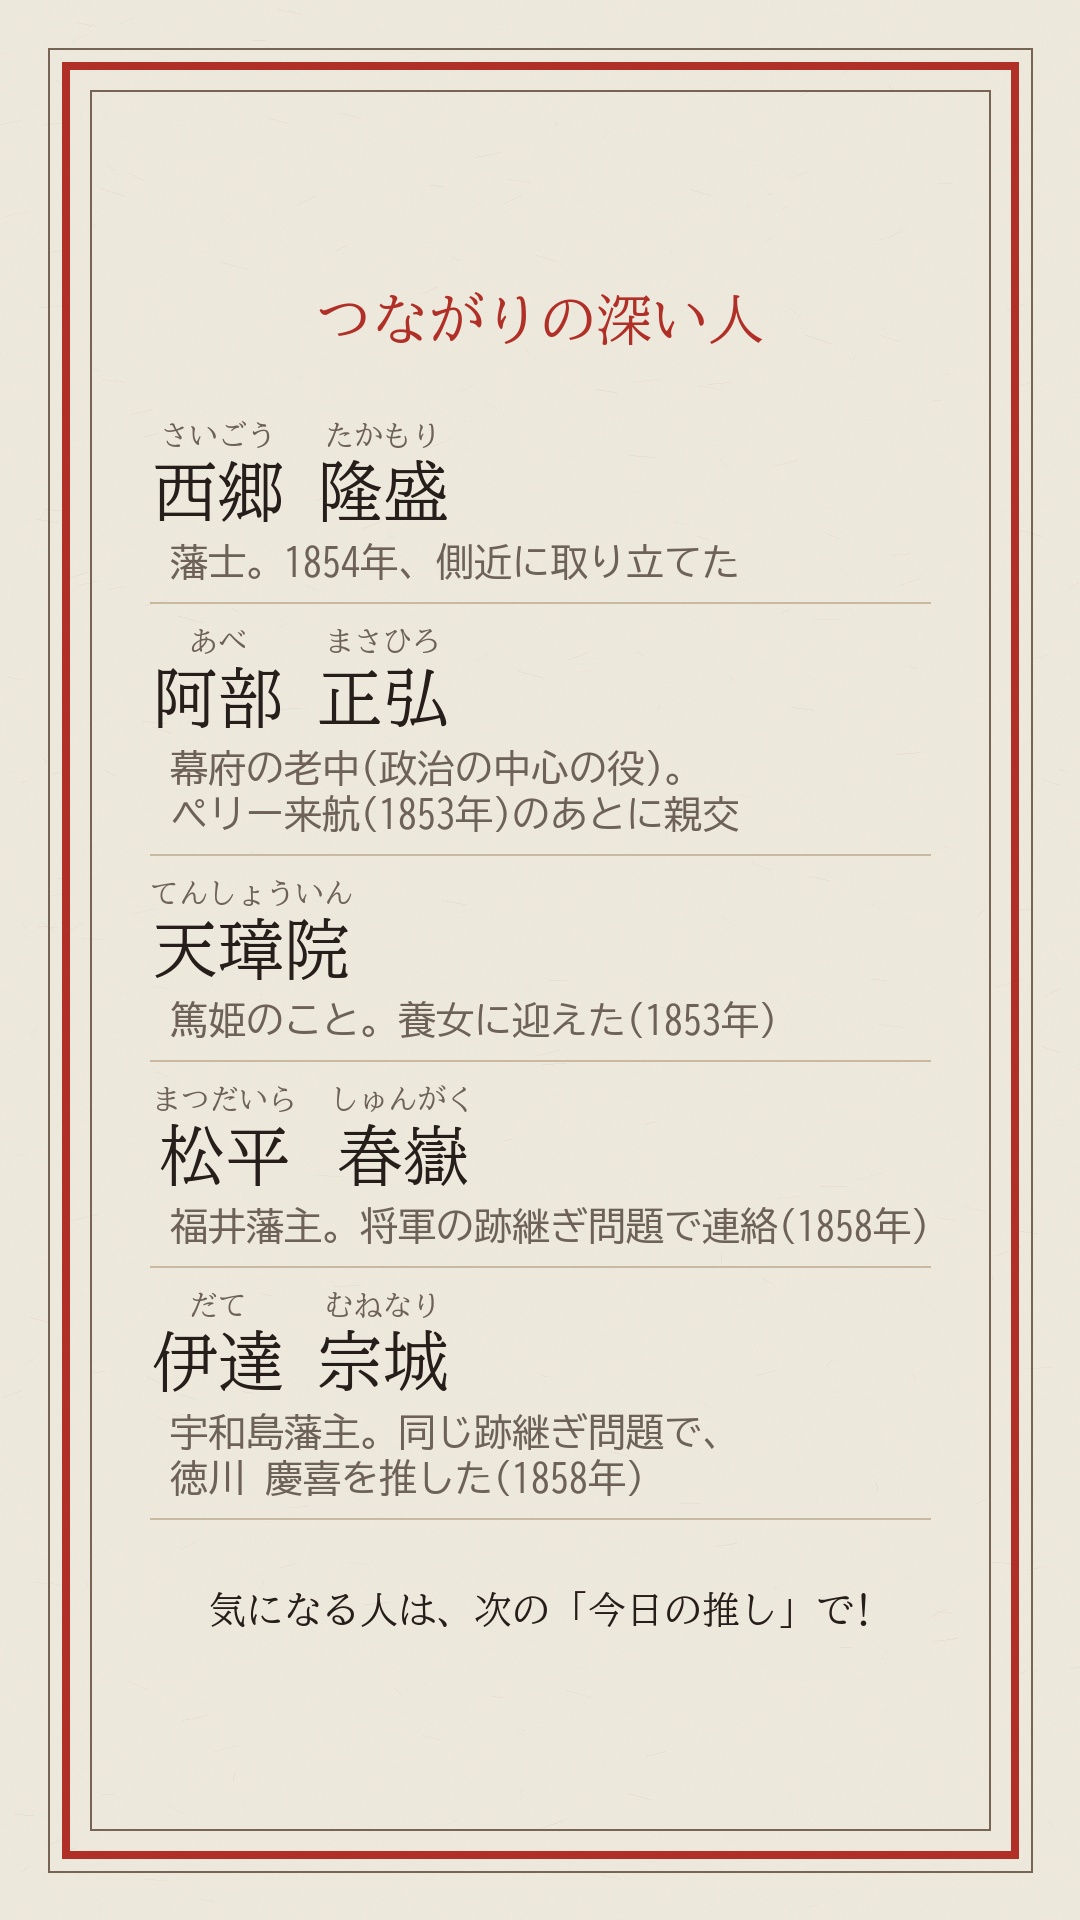 つながりの深い人
さいごう　たかもり
西郷　隆盛
藩士。1854年、側近に取り立てた
あべ　まさひろ
阿部　正弘
幕府の老中(政治の中心の役)。
ペリー来航(1853年)のあとに親交
てんしょういん
天璋院
篤姫のこと。養女に迎えた(1853年)
まつだいら　しゅんがく
松平　春嶽
福井藩主。将軍の跡継ぎ問題で連絡(1858年)
だて　むねなり
伊達　宗城
宇和島藩主。同じ跡継ぎ問題で、
徳川 慶喜を推した(1858年)
気になる人は、次の「今日の推し」で!